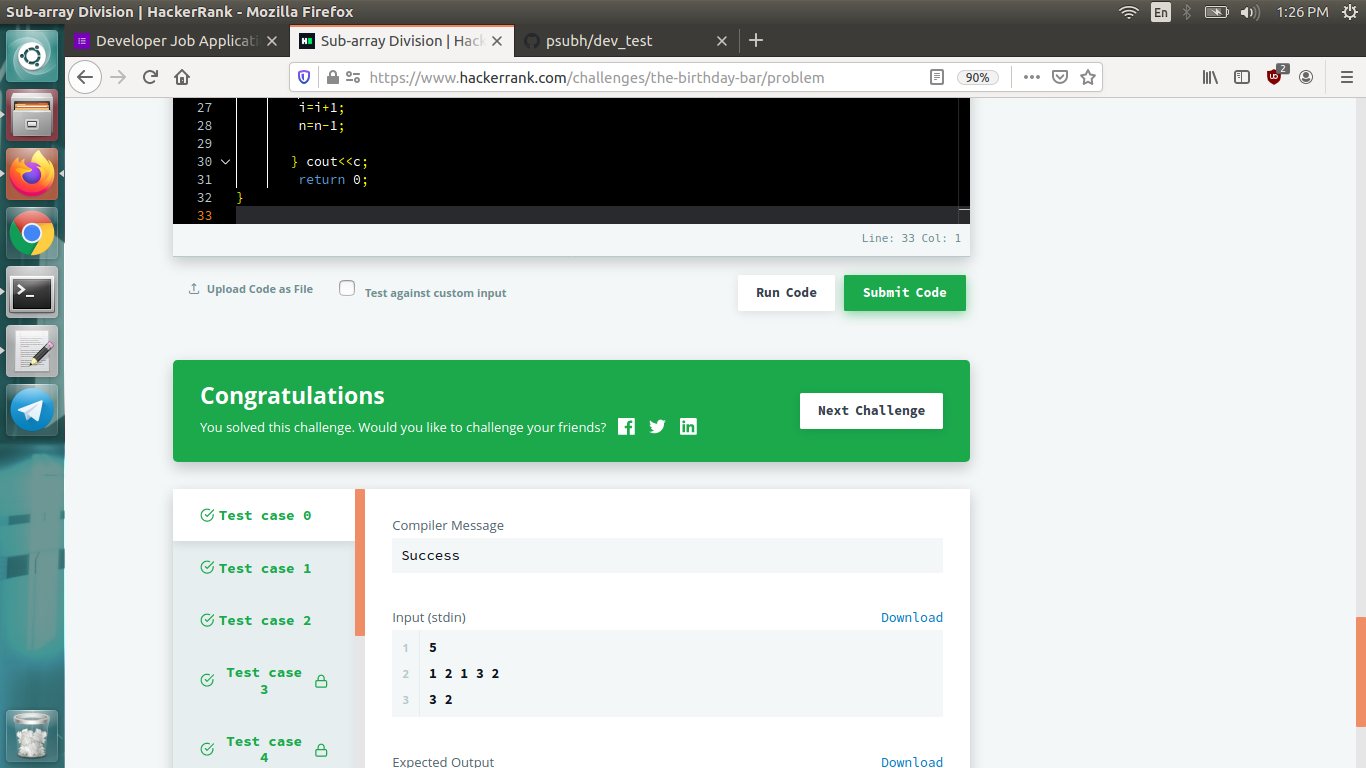 Sub-array Division | HackerRank - Mozilla Firefox
En
1:26 PM
Developer Job Applicati
Sub-array Division | Hack
psubh/dev_test
https://www.hackerrank.com/challenges/the-birthday-bar/problem
90%
2
27 i=i+1;
28 n=n-1;
29
30 } cout<<c;
31 return 0;
32 }
33
Line: 33 Col: 1
Upload Code as File
Test against custom input
Run Code
Submit Code
Congratulations
You solved this challenge. Would you like to challenge your friends?
Next Challenge
Test case 0
Test case 1
Test case 2
Test case 3
Test case 4
Compiler Message
Success
Input (stdin)
Download
1 5
2 1 2 1 3 2
3 3 2
Expected Output
Download